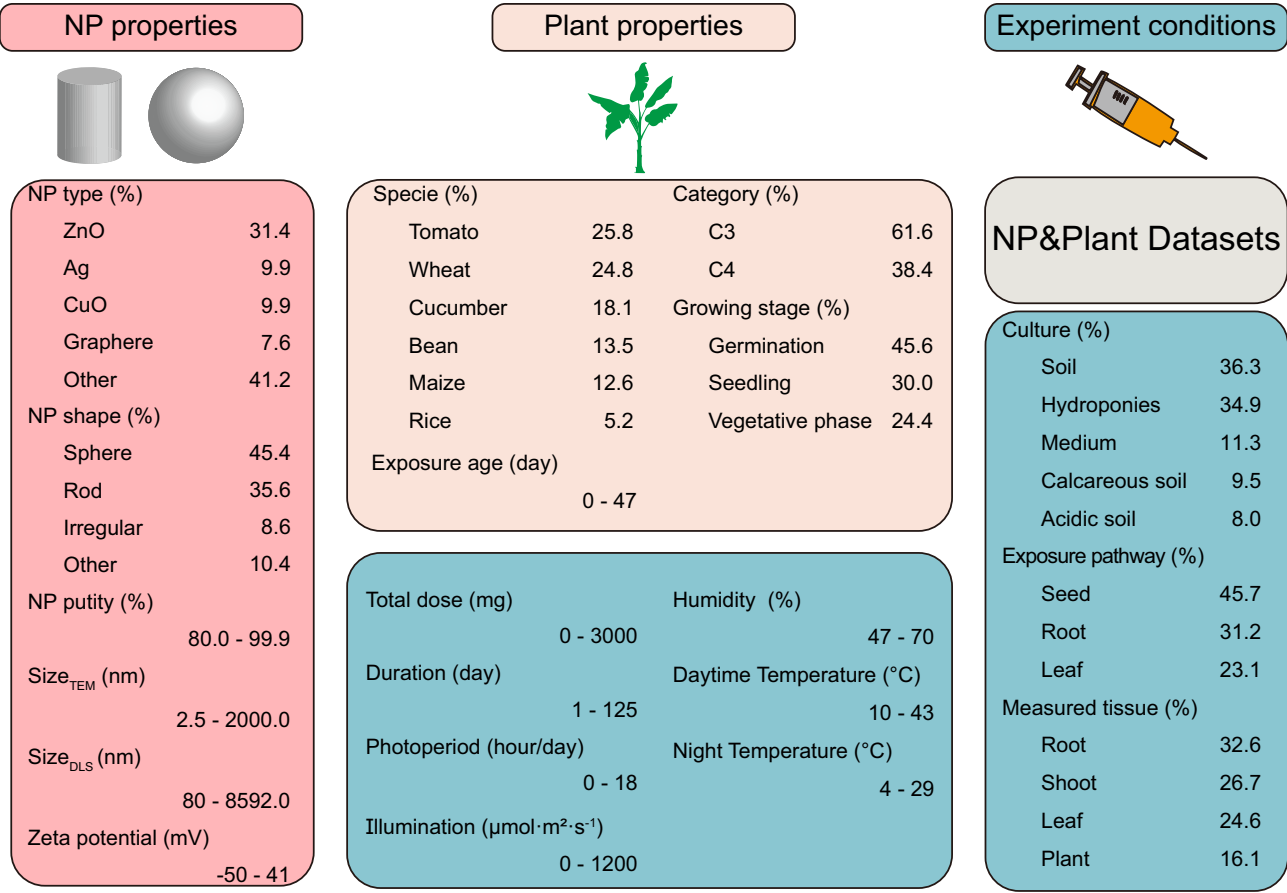 NP properties
NP type (%)
ZnO 31.4
Ag 9.9
CuO 9.9
Graphere 7.6
Other 41.2
NP shape (%)
Sphere 45.4
Rod 35.6
Irregular 8.6
Other 10.4
NP putity (%)
80.0 - 99.9
SizeTEM (nm)
2.5 - 2000.0
SizeDLS (nm)
80 - 8592.0
Zeta potential (mV)
-50 - 41
Plant properties
Specie (%)
Tomato 25.8
Wheat 24.8
Cucumber 18.1
Bean 13.5
Maize 12.6
Rice 5.2
Exposure age (day)
0 - 47
Category (%)
C3 61.6
C4 38.4
Growing stage (%)
Germination 45.6
Seedling 30.0
Vegetative phase 24.4
Total dose (mg)
0 - 3000
Duration (day)
1 - 125
Photoperiod (hour/day)
0 - 18
Illumination (μmol·m²·s⁻¹)
0 - 1200
Humidity (%)
47 - 70
Daytime Temperature (°C)
10 - 43
Night Temperature (°C)
4 - 29
Experiment conditions
NP&Plant Datasets
Culture (%)
Soil 36.3
Hydroponies 34.9
Medium 11.3
Calcareous soil 9.5
Acidic soil 8.0
Exposure pathway (%)
Seed 45.7
Root 31.2
Leaf 23.1
Measured tissue (%)
Root 32.6
Shoot 26.7
Leaf 24.6
Plant 16.1